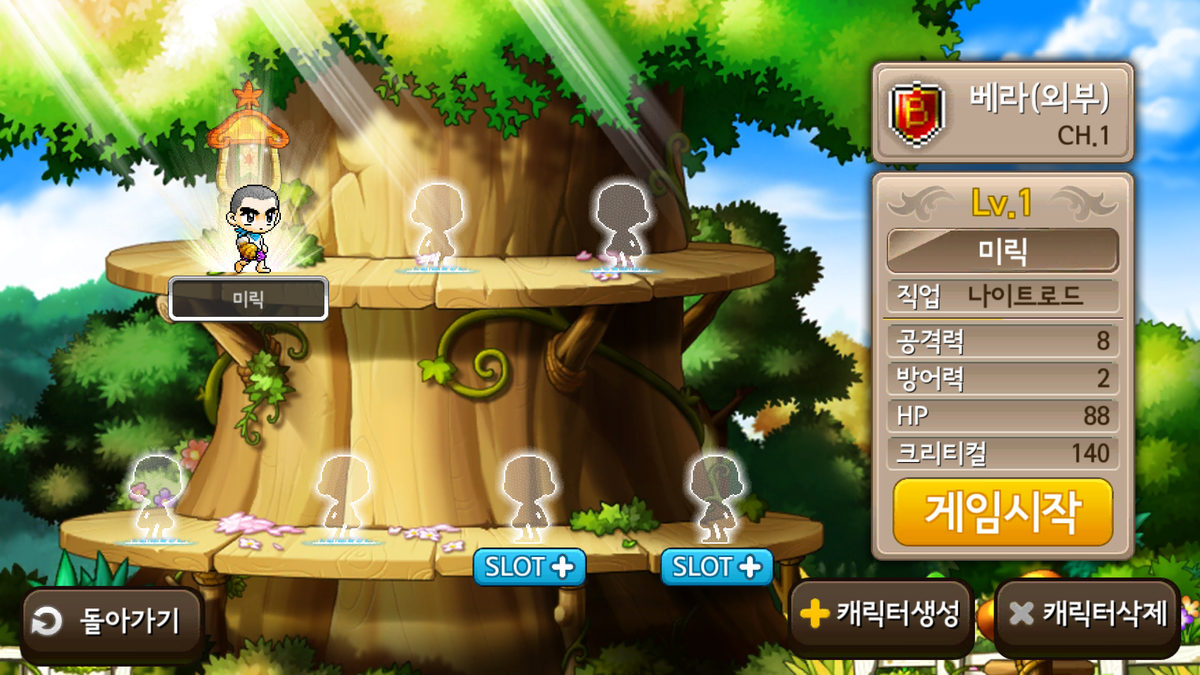 베라(외부)
CH.1
Lv.1
미릭
직업 나이트로드
공격력 8
방어력 2
HP 88
크리티컬 140
게임시작
미릭
SLOT+
SLOT+
돌아가기
캐릭터생성
캐릭터삭제
B